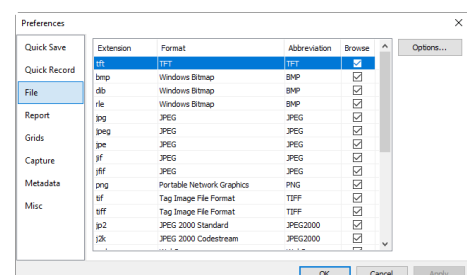 Preferences
Quick Save
Quick Record
File
Report
Grids
Capture
Metadata
Misc
Extension Format Abbreviation Browse
tft TFT TFT
bmp Windows Bitmap BMP
dib Windows Bitmap BMP
rle Windows Bitmap BMP
jpg JPEG JPEG
jpeg JPEG JPEG
jpe JPEG JPEG
jif JPEG JPEG
jfif JPEG JPEG
png Portable Network Graphics PNG
tif Tag Image File Format TIFF
tiff Tag Image File Format TIFF
jp2 JPEG 2000 Standard JPEG2000
j2k JPEG 2000 Codestream JPEG2000
Options...
OK Cancel Apply